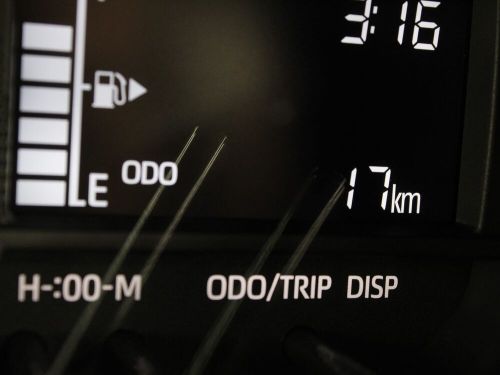 3:16
E ODO 17km
H-:00-M ODO/TRIP DISP